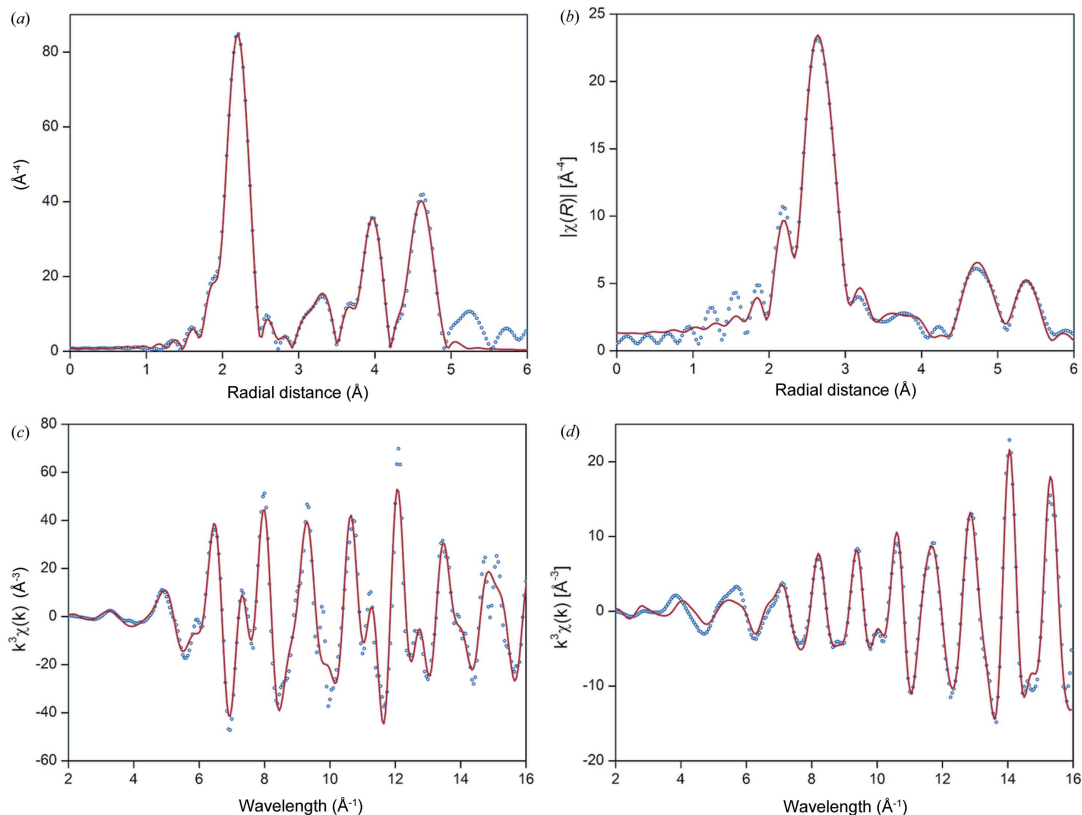 (a)
80
60
40
20
0
(Å⁻⁴)
0 1 2 3 4 5 6
Radial distance (Å)
(b)
25
20
15
10
5
0
|χ(R)| [Å⁻⁴]
0 1 2 3 4 5 6
Radial distance (Å)
(c)
80
60
40
20
0
-20
-40
-60
k³χ(k) (Å⁻³)
2 4 6 8 10 12 14 16
Wavelength (Å⁻¹)
(d)
20
10
0
-10
-20
k³χ(k) [Å⁻³]
2 4 6 8 10 12 14 16
Wavelength (Å⁻¹)